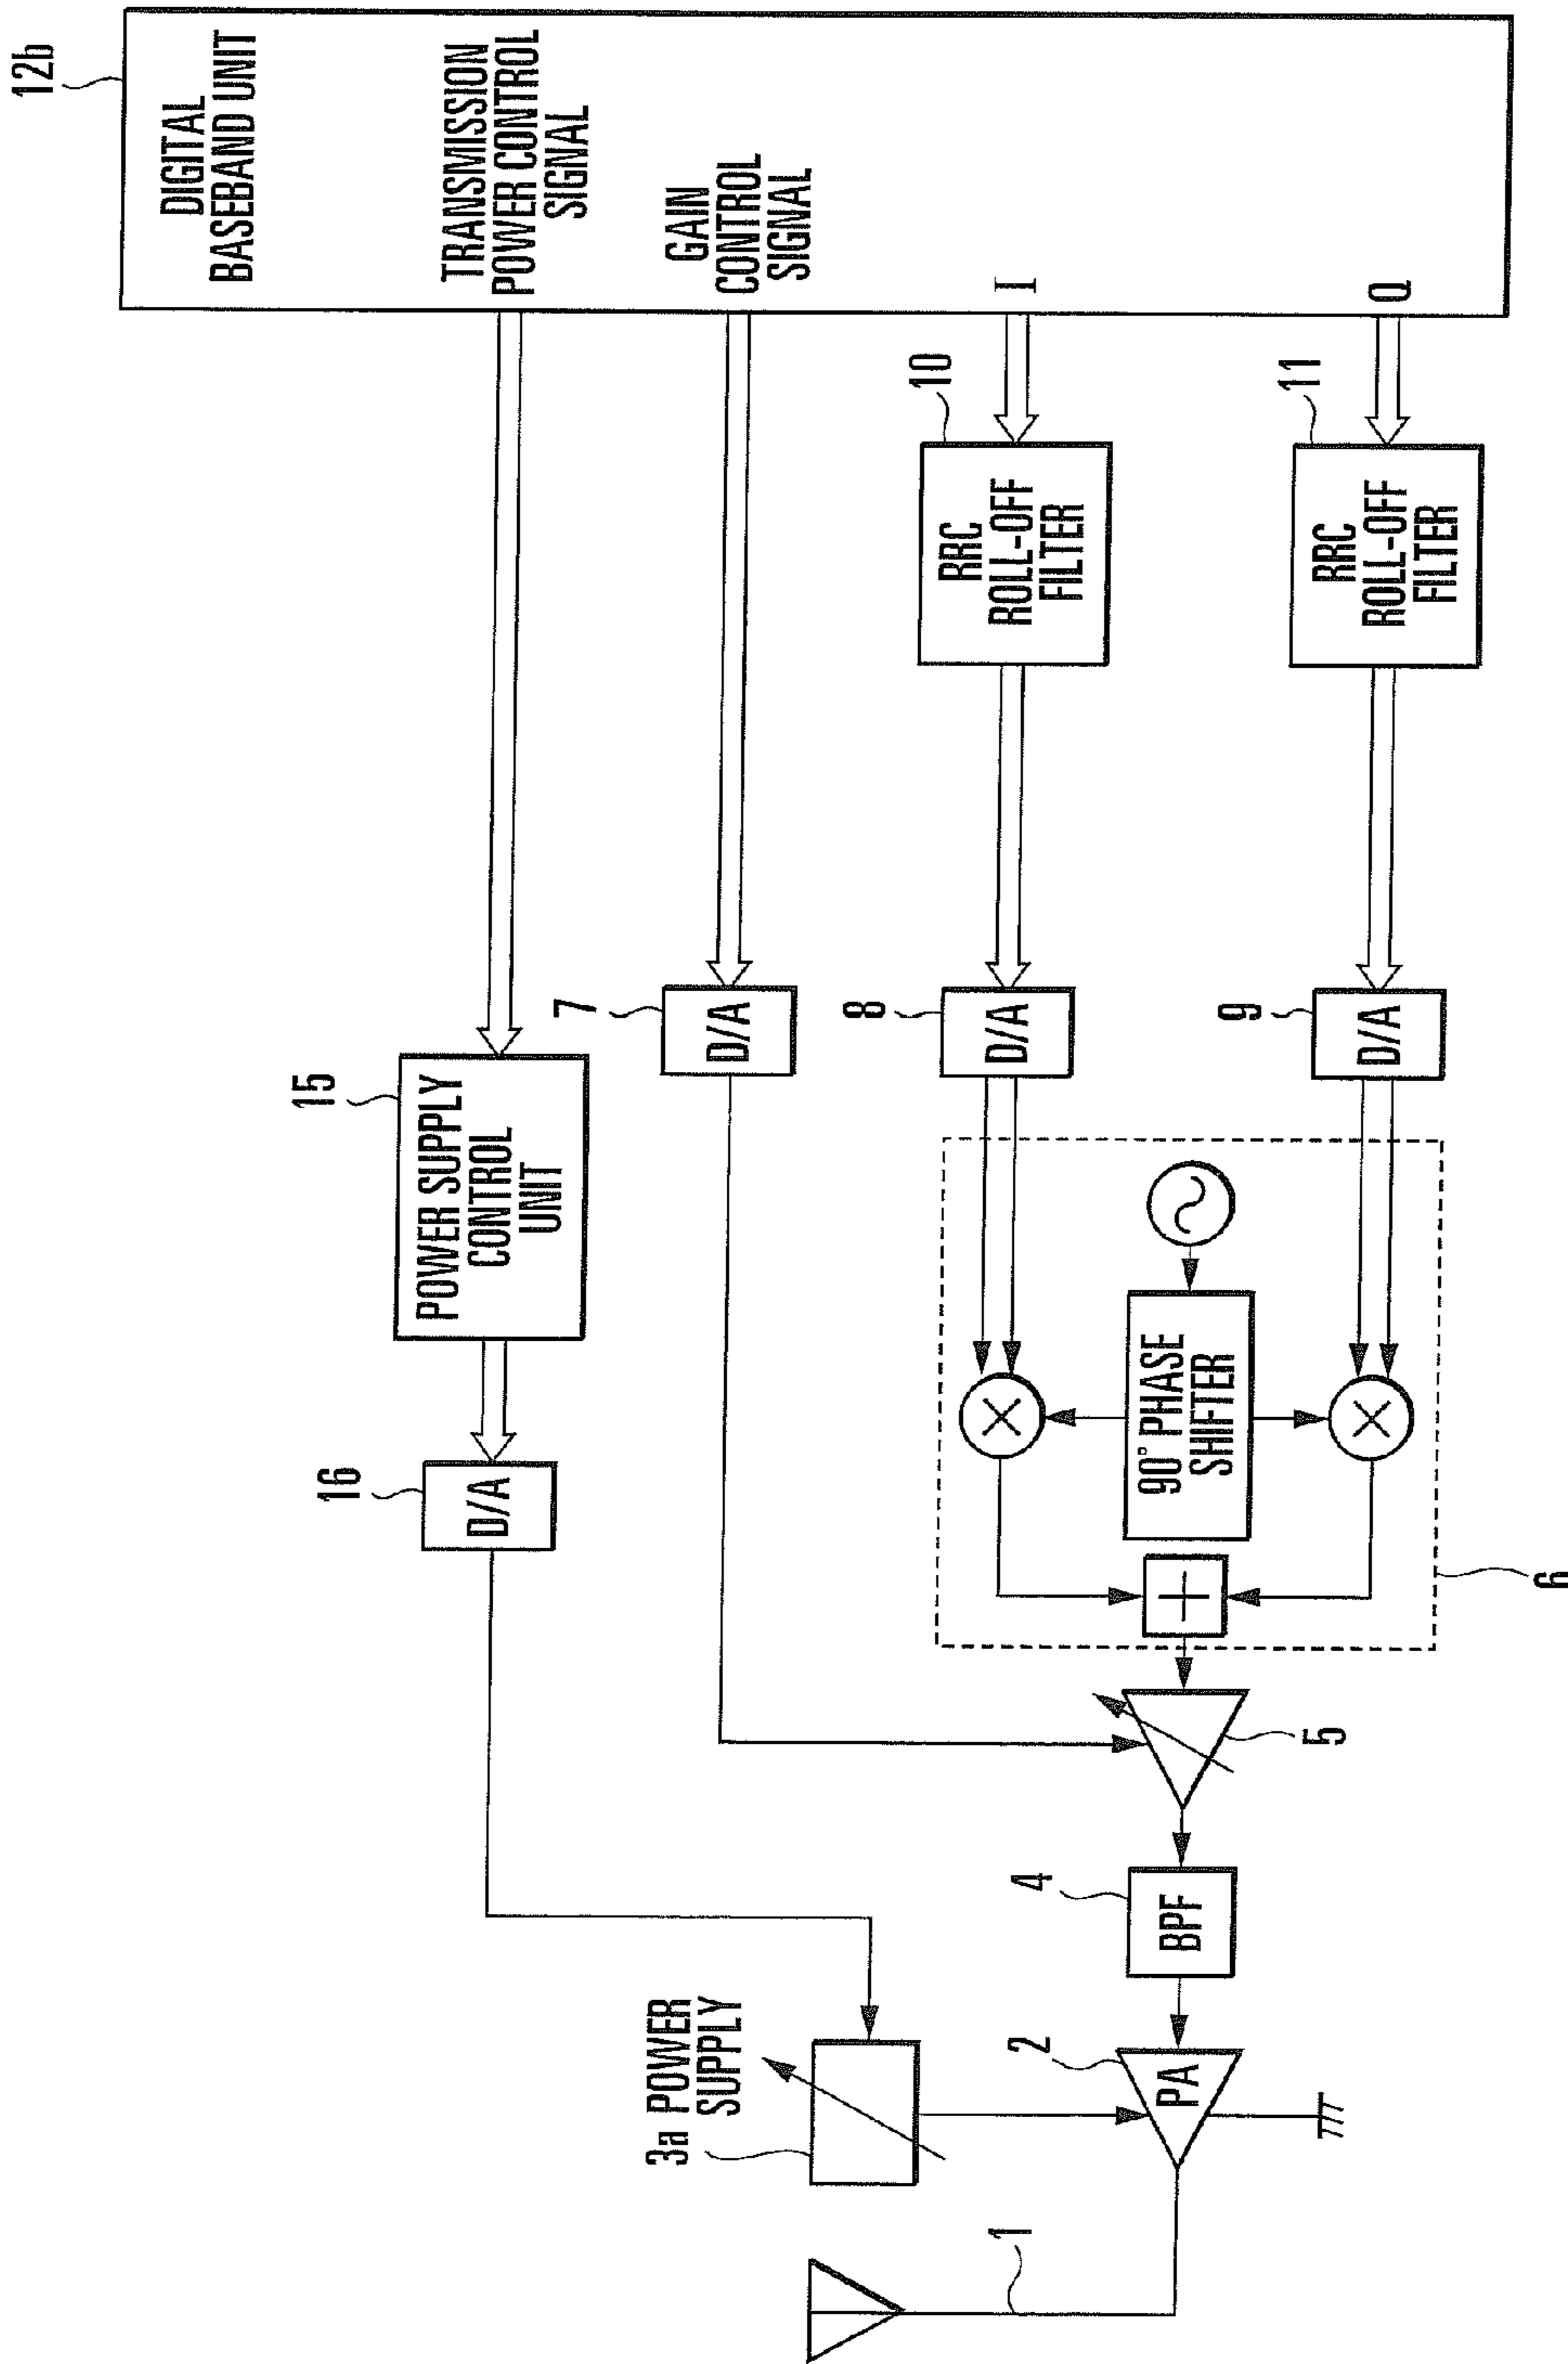 12b
DIGITAL
BASEBAND UNIT
TRANSMISSION
POWER CONTROL
SIGNAL
GAIN
CONTROL
SIGNAL
I
Q
15
POWER SUPPLY
CONTROL
UNIT
16
D/A
7
D/A
10
RRC
ROLL-OFF
FILTER
8
D/A
11
RRC
ROLL-OFF
FILTER
9
D/A
90° PHASE
SHIFTER
6
5
4
BPF
3a POWER
SUPPLY
2
PA
1